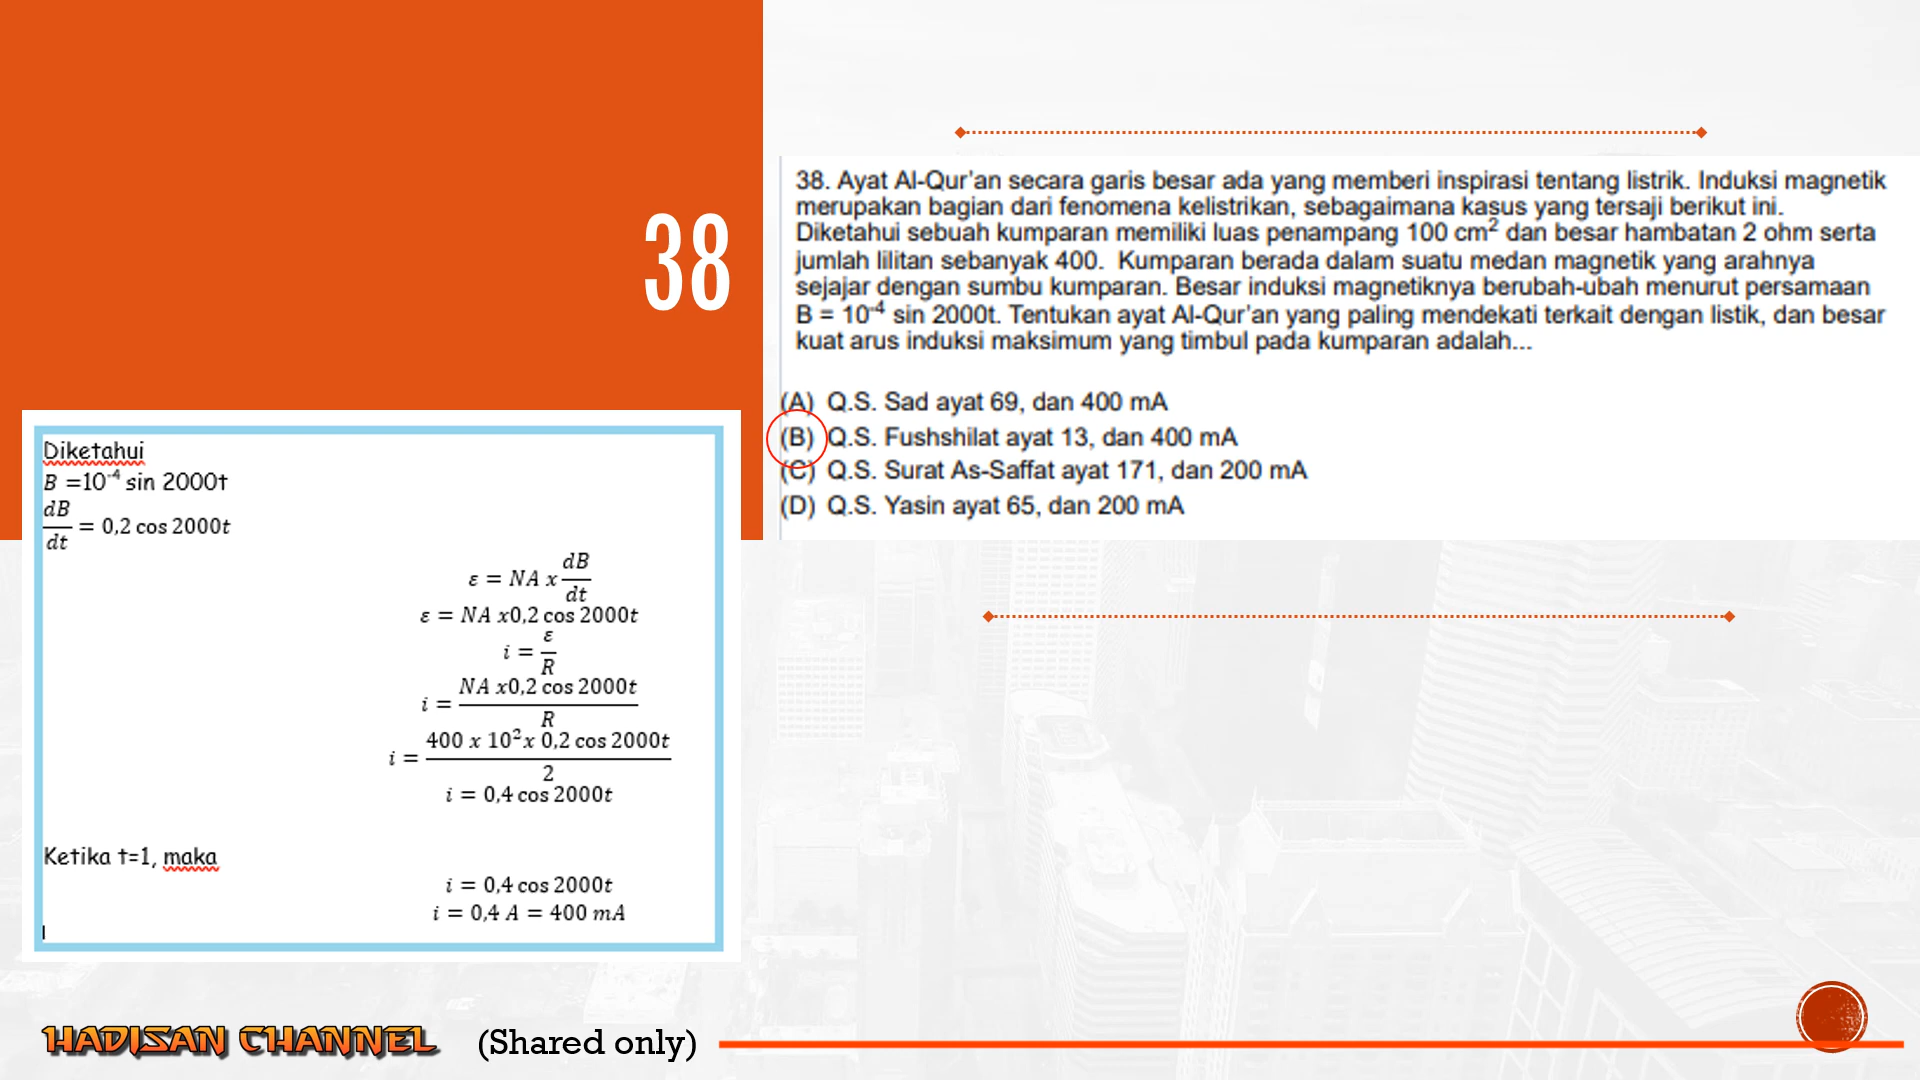 38
38. Ayat Al-Qur'an secara garis besar ada yang memberi inspirasi tentang listrik. Induksi magnetik
merupakan bagian dari fenomena kelistrikan, sebagaimana kasus yang tersaji berikut ini.
Diketahui sebuah kumparan memiliki luas penampang 100 cm² dan besar hambatan 2 ohm serta
jumlah lilitan sebanyak 400. Kumparan berada dalam suatu medan magnetik yang arahnya
sejajar dengan sumbu kumparan. Besar induksi magnetiknya berubah-ubah menurut persamaan
B = 10⁻⁴ sin 2000t. Tentukan ayat Al-Qur'an yang paling mendekati terkait dengan listik, dan besar
kuat arus induksi maksimum yang timbul pada kumparan adalah...
(A) Q.S. Sad ayat 69, dan 400 mA
(B) Q.S. Fushshilat ayat 13, dan 400 mA
(C) Q.S. Surat As-Saffat ayat 171, dan 200 mA
(D) Q.S. Yasin ayat 65, dan 200 mA
Diketahui
B =10⁻⁴ sin 2000t
dB/dt = 0,2 cos 2000t
ε = NA x dB/dt
ε = NA x0,2 cos 2000t
i = ε/R
i = NA x0,2 cos 2000t / R
i = 400 x 10² x 0,2 cos 2000t / 2
i = 0,4 cos 2000t
Ketika t=1, maka
i = 0,4 cos 2000t
i = 0,4 A = 400 mA
HADISAN CHANNEL (Shared only)